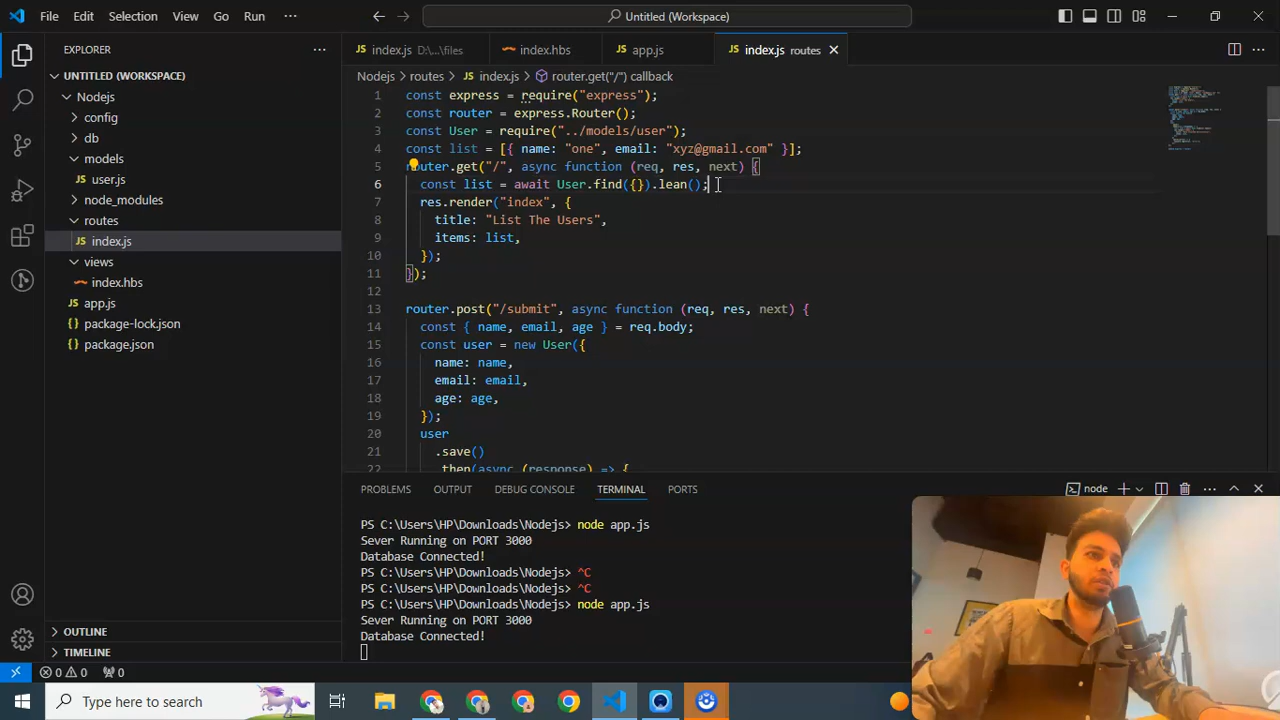 File Edit Selection View Go Run ··· Untitled (Workspace)
EXPLORER ···
UNTITLED (WORKSPACE)
Nodejs
config
db
models
JS user.js
node_modules
routes
JS index.js
views
index.hbs
JS app.js
{} package-lock.json
{} package.json
OUTLINE
TIMELINE
JS index.js D:\...\files index.hbs JS app.js JS index.js routes
Nodejs > routes > JS index.js > router.get("/") callback
1 const express = require("express");
2 const router = express.Router();
3 const User = require("../models/user");
4 const list = [{ name: "one", email: "xyz@gmail.com" }];
5 router.get("/", async function (req, res, next) {
6 const list = await User.find({}).lean();
7 res.render("index", {
8 title: "List The Users",
9 items: list,
10 });
11 });
12
13 router.post("/submit", async function (req, res, next) {
14 const { name, email, age } = req.body;
15 const user = new User({
16 name: name,
17 email: email,
18 age: age,
19 });
20 user
21 .save()
22 .then(async (response) => {
PROBLEMS OUTPUT DEBUG CONSOLE TERMINAL PORTS node
PS C:\Users\HP\Downloads\Nodejs> node app.js
Sever Running on PORT 3000
Database Connected!
PS C:\Users\HP\Downloads\Nodejs> ^C
PS C:\Users\HP\Downloads\Nodejs> ^C
PS C:\Users\HP\Downloads\Nodejs> node app.js
Sever Running on PORT 3000
Database Connected!
0 0 0
Type here to search